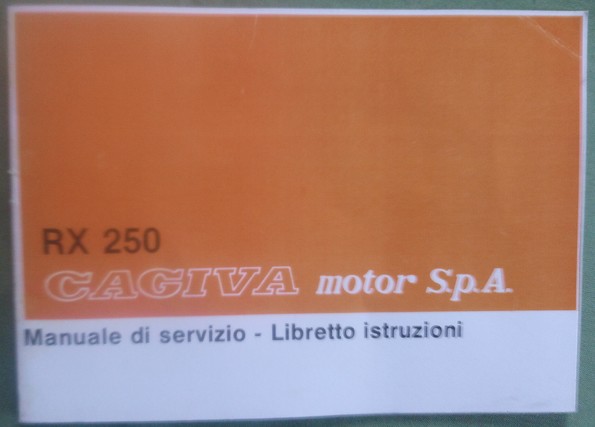 RX 250
CAGIVA motor S.p.A.
Manuale di servizio - Libretto istruzioni